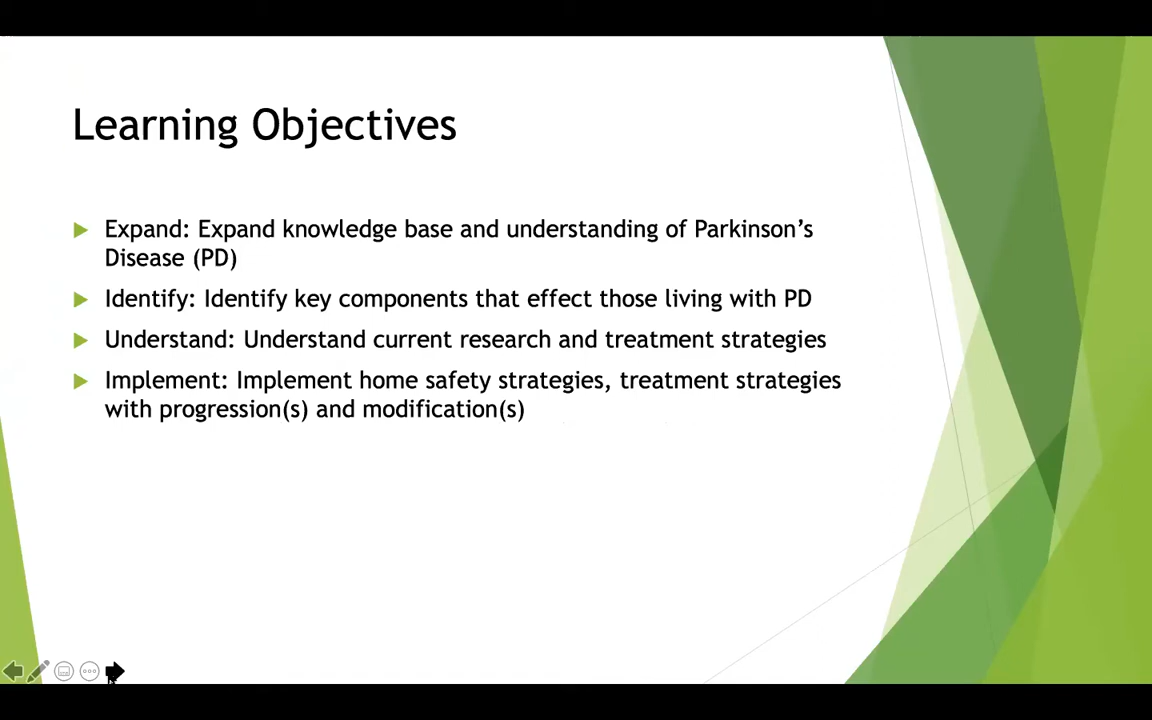 Learning Objectives
Expand: Expand knowledge base and understanding of Parkinson’s
Disease (PD)
Identify: Identify key components that effect those living with PD
Understand: Understand current research and treatment strategies
Implement: Implement home safety strategies, treatment strategies
with progression(s) and modification(s)